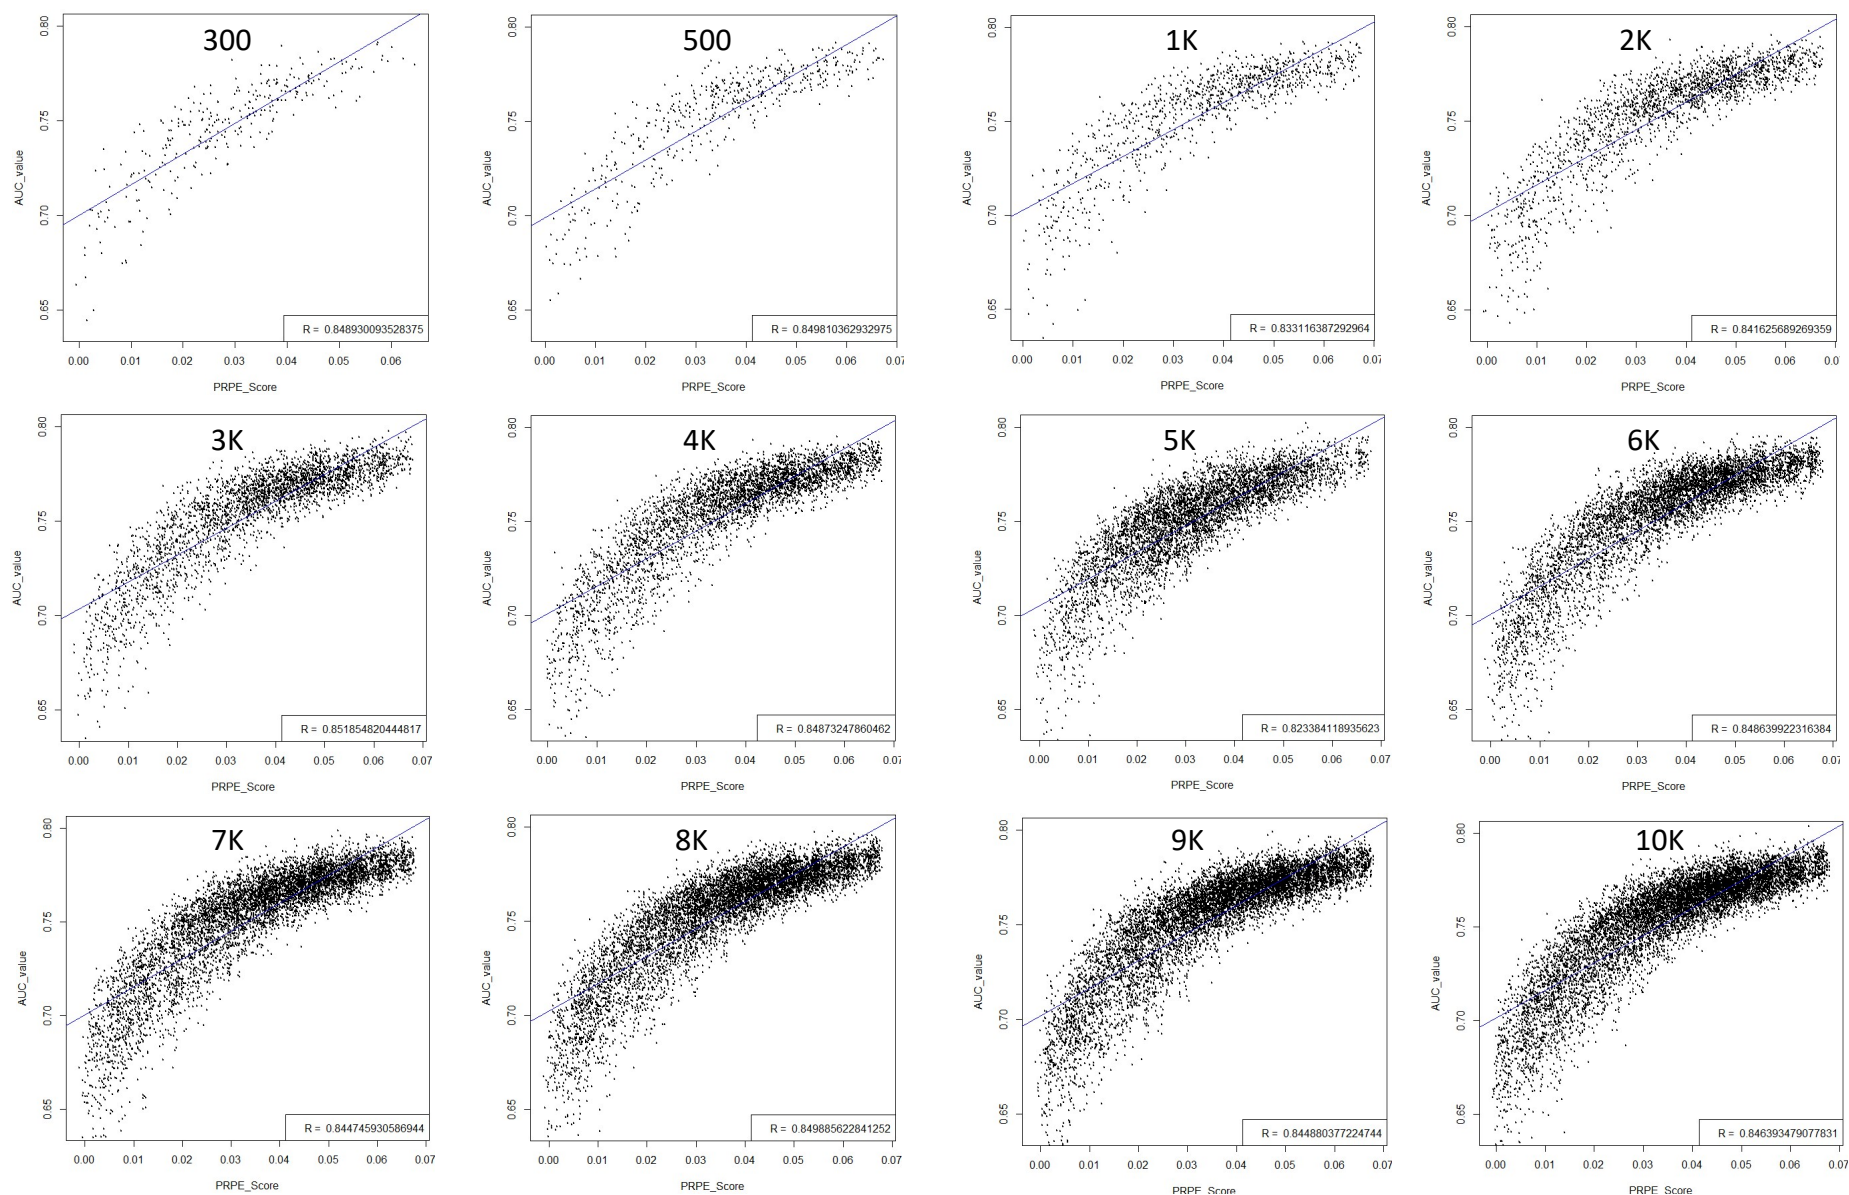 300
0.80
0.75
0.70
0.65
AUC_value
R = 0.848930093528375
0.00 0.01 0.02 0.03 0.04 0.05 0.06
PRPE_Score
500
0.80
0.75
0.70
0.65
AUC_value
R = 0.849810362932975
0.00 0.01 0.02 0.03 0.04 0.05 0.06 0.07
PRPE_Score
1K
0.80
0.75
0.70
0.65
AUC_value
R = 0.833116387292964
0.00 0.01 0.02 0.03 0.04 0.05 0.06 0.07
PRPE_Score
2K
0.80
0.75
0.70
0.65
AUC_value
R = 0.841625689269359
0.00 0.01 0.02 0.03 0.04 0.05 0.06 0.0
PRPE_Score
3K
0.80
0.75
0.70
0.65
AUC_value
R = 0.851854820444817
0.00 0.01 0.02 0.03 0.04 0.05 0.06 0.07
PRPE_Score
4K
0.80
0.75
0.70
0.65
AUC_value
R = 0.84873247860462
0.00 0.01 0.02 0.03 0.04 0.05 0.06 0.07
PRPE_Score
5K
0.80
0.75
0.70
0.65
AUC_value
R = 0.823384118935623
0.00 0.01 0.02 0.03 0.04 0.05 0.06 0.07
PRPE_Score
6K
0.80
0.75
0.70
0.65
AUC_value
R = 0.848639922316384
0.00 0.01 0.02 0.03 0.04 0.05 0.06 0.07
PRPE_Score
7K
0.80
0.75
0.70
0.65
AUC_value
R = 0.844745930586944
0.00 0.01 0.02 0.03 0.04 0.05 0.06 0.07
PRPE_Score
8K
0.80
0.75
0.70
0.65
AUC_value
R = 0.849885622841252
0.00 0.01 0.02 0.03 0.04 0.05 0.06 0.07
PRPE_Score
9K
0.80
0.75
0.70
0.65
AUC_value
R = 0.844880377224744
0.00 0.01 0.02 0.03 0.04 0.05 0.06 0.07
PRPE_Score
10K
0.80
0.75
0.70
0.65
AUC_value
R = 0.846393479077831
0.00 0.01 0.02 0.03 0.04 0.05 0.06 0.07
PRPE_Score